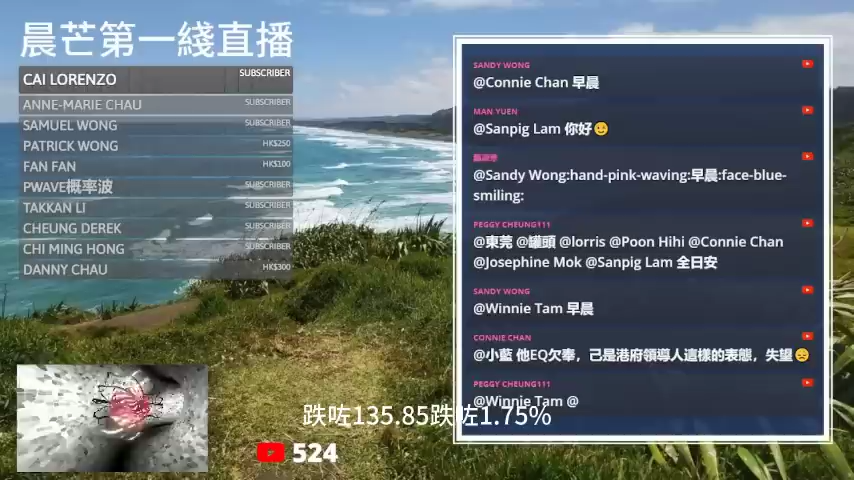 晨芒第一綫直播
CAI LORENZO SUBSCRIBER
ANNE-MARIE CHAU SUBSCRIBER
SAMUEL WONG SUBSCRIBER
PATRICK WONG HK$250
FAN FAN HK$100
PWAVE概率波 SUBSCRIBER
TAKKAN LI SUBSCRIBER
CHEUNG DEREK SUBSCRIBER
CHI MING HONG SUBSCRIBER
DANNY CHAU HK$300
SANDY WONG
@Connie Chan 早晨
MAN YUEN
@Sanpig Lam 你好
@Sandy Wong:hand-pink-waving:早晨:face-blue-
smiling:
PEGGY CHEUNG111
@東莞 @罐頭 @lorris @Poon Hihi @Connie Chan
@Josephine Mok @Sanpig Lam 全日安
SANDY WONG
@Winnie Tam 早晨
CONNIE CHAN
@小藍 他EQ欠奉，己是港府領導人這樣的表態，失望
PEGGY CHEUNG111
@Winnie Tam @
跌咗135.85跌咗1.75%
524